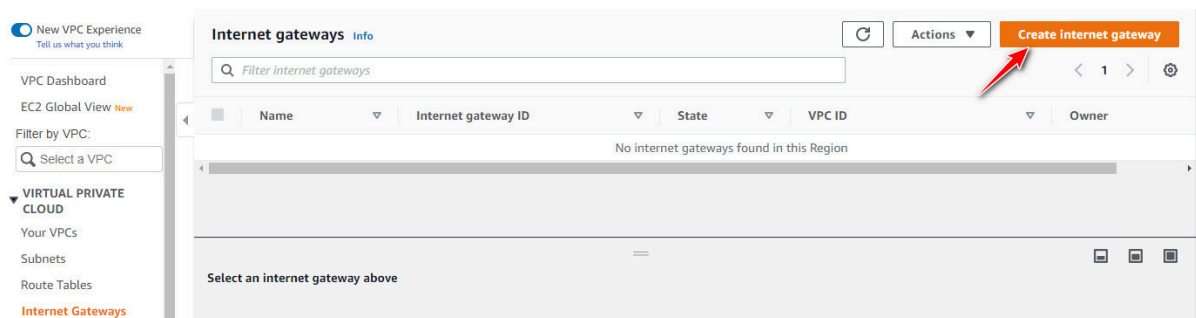 New VPC Experience
Tell us what you think
VPC Dashboard
EC2 Global View New
Filter by VPC:
Select a VPC
VIRTUAL PRIVATE
CLOUD
Your VPCs
Subnets
Route Tables
Internet Gateways
Internet gateways Info
Actions
Create internet gateway
Filter internet gateways
1
Name Internet gateway ID State VPC ID Owner
No internet gateways found in this Region
Select an internet gateway above